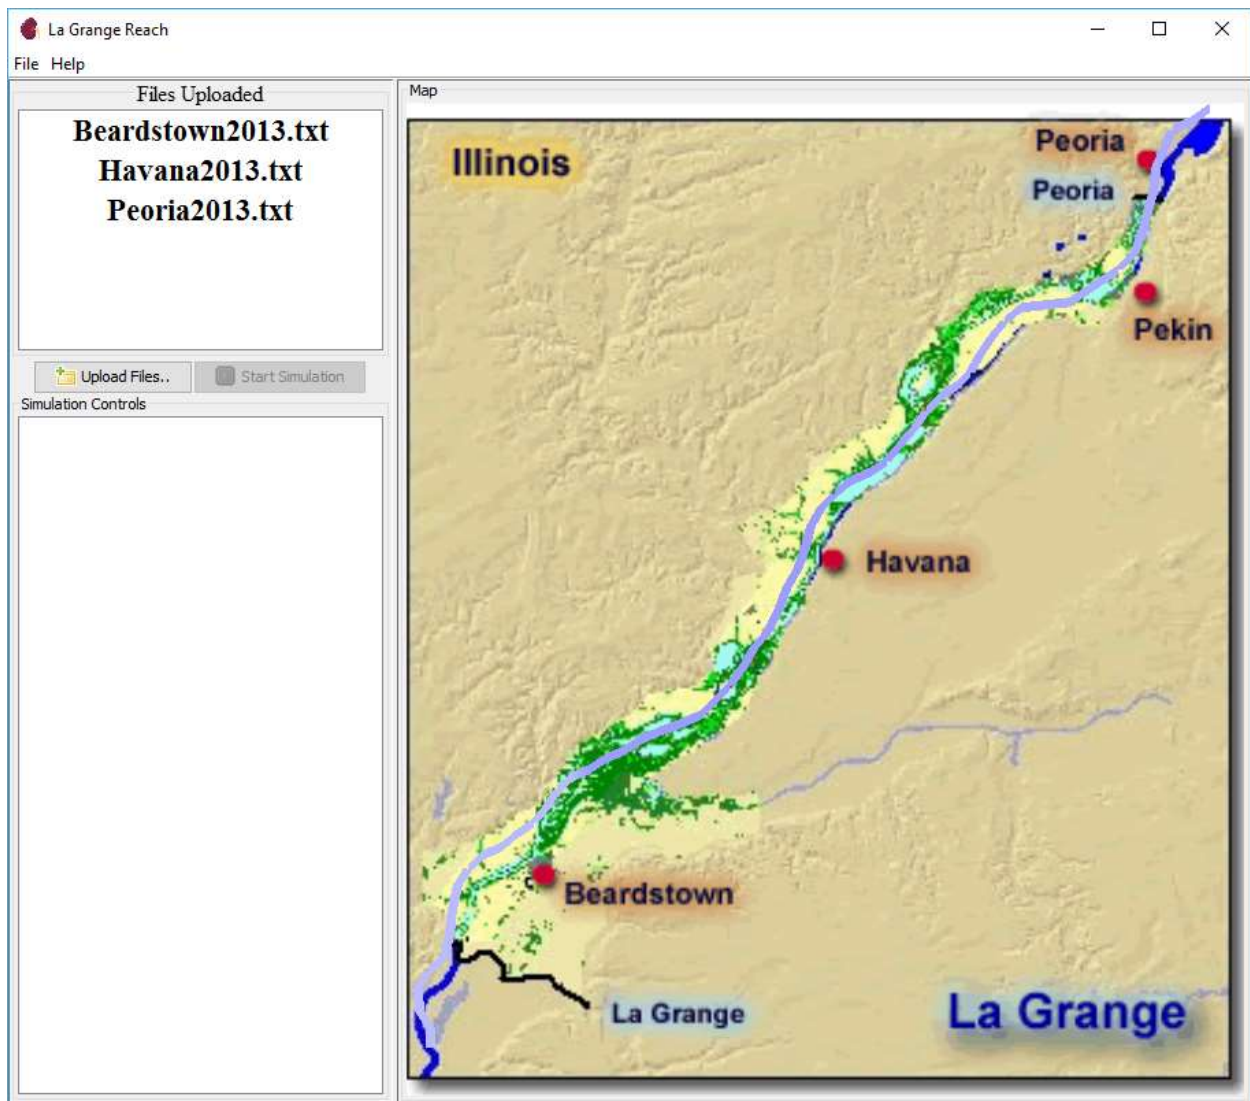 La Grange Reach
File Help
Files Uploaded
Beardstown2013.txt
Havana2013.txt
Peoria2013.txt
Upload Files..
Start Simulation
Simulation Controls
Map
Illinois
Peoria
Peoria
Pekin
Havana
Beardstown
La Grange
La Grange